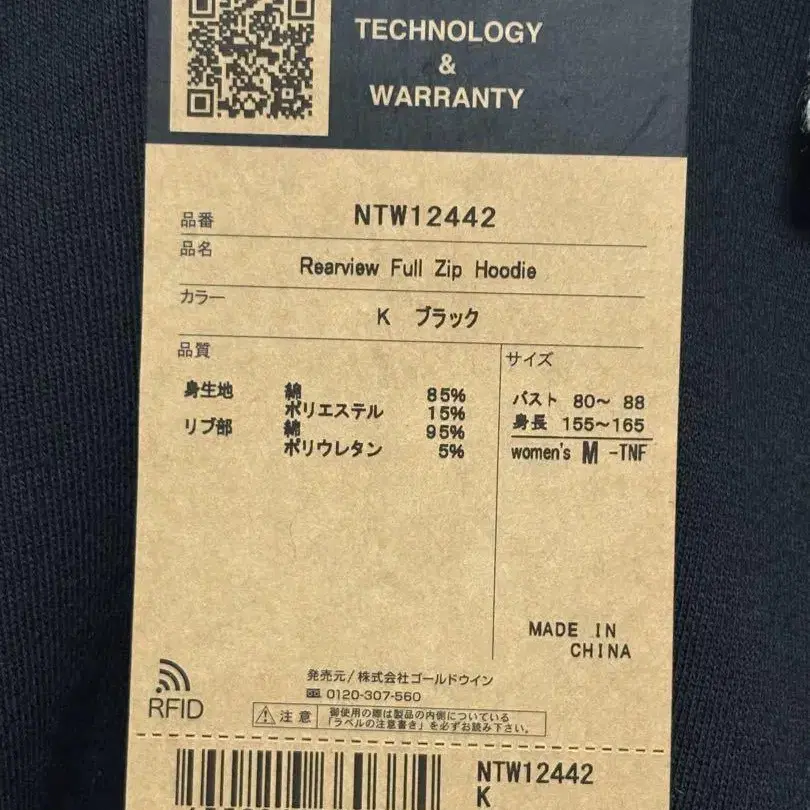 TECHNOLOGY
&
WARRANTY
品番 NTW12442
品名
Rearview Full Zip Hoodie
カラー
K ブラック
品質
身生地 綿 85%
ポリエステル 15%
リブ部 綿 95%
ポリウレタン 5%
サイズ
バスト 80～ 88
身長 155～165
women's M -TNF
MADE IN
CHINA
RFID
発売元/株式会社ゴールドウイン
0120-307-560
注意
御使用の際は製品の内側についている
「ラベルの注意書き」を必ずお読み下さい。
NTW12442
K